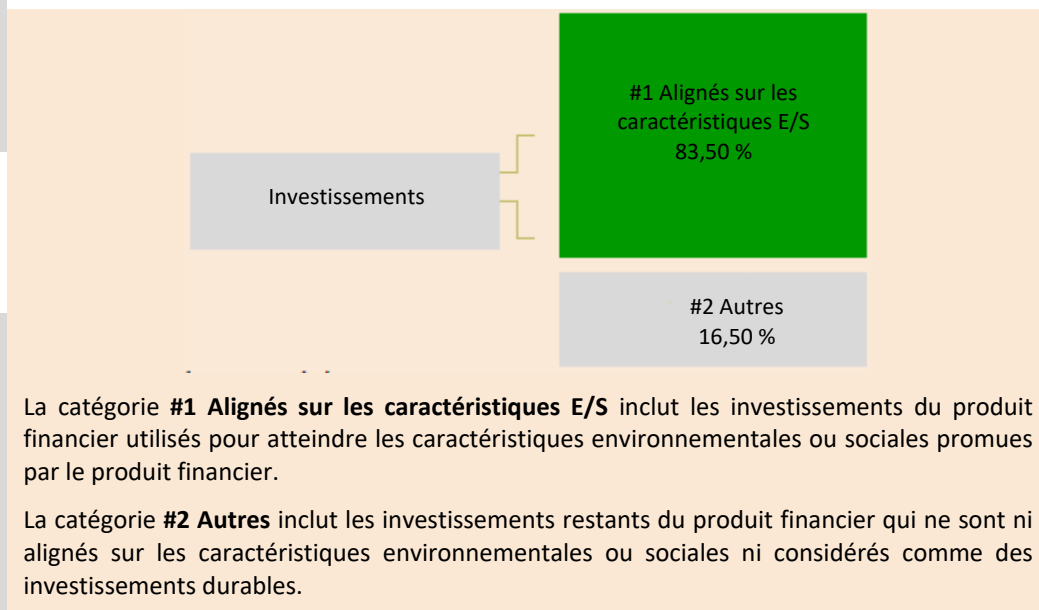 #1 Alignés sur les
caractéristiques E/S
83,50 %
Investissements
#2 Autres
16,50 %
La catégorie #1 Alignés sur les caractéristiques E/S inclut les investissements du produit
financier utilisés pour atteindre les caractéristiques environnementales ou sociales promues
par le produit financier.
La catégorie #2 Autres inclut les investissements restants du produit financier qui ne sont ni
alignés sur les caractéristiques environnementales ou sociales ni considérés comme des
investissements durables.